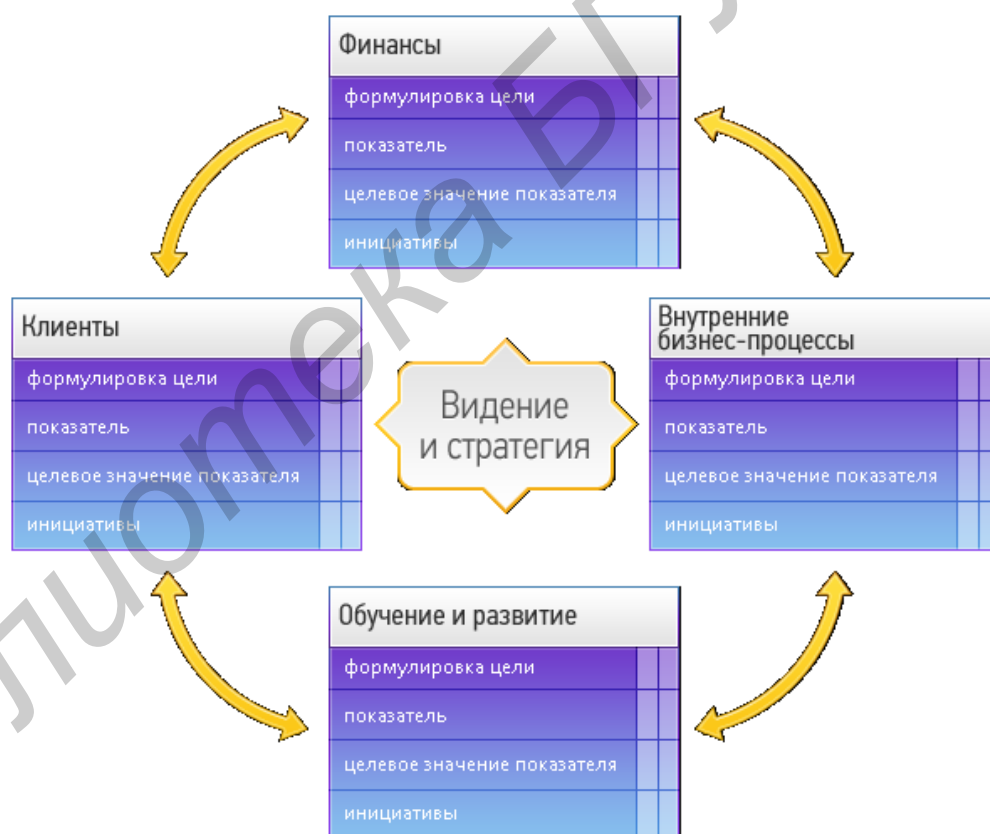 Финансы
формулировка цели
показатель
целевое значение показателя
инициативы
Клиенты
формулировка цели
показатель
целевое значение показателя
инициативы
Видение
и стратегия
Внутренние
бизнес-процессы
формулировка цели
показатель
целевое значение показателя
инициативы
Обучение и развитие
формулировка цели
показатель
целевое значение показателя
инициативы